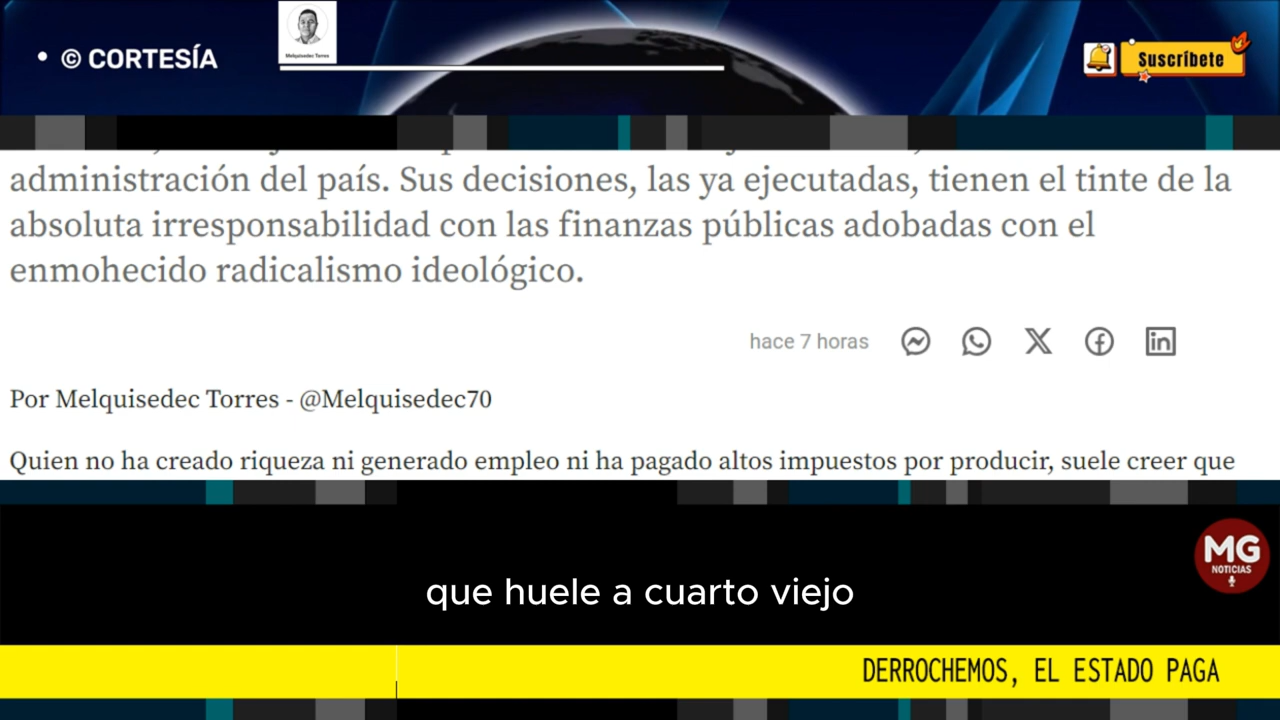 • © CORTESÍA
Melquisedec Torres
Suscríbete
administración del país. Sus decisiones, las ya ejecutadas, tienen el tinte de la
absoluta irresponsabilidad con las finanzas públicas adobadas con el
enmohecido radicalismo ideológico.
hace 7 horas
Por Melquisedec Torres - @Melquisedec70
Quien no ha creado riqueza ni generado empleo ni ha pagado altos impuestos por producir, suele creer que
MG
NOTICIAS
que huele a cuarto viejo
DERROCHEMOS, EL ESTADO PAGA